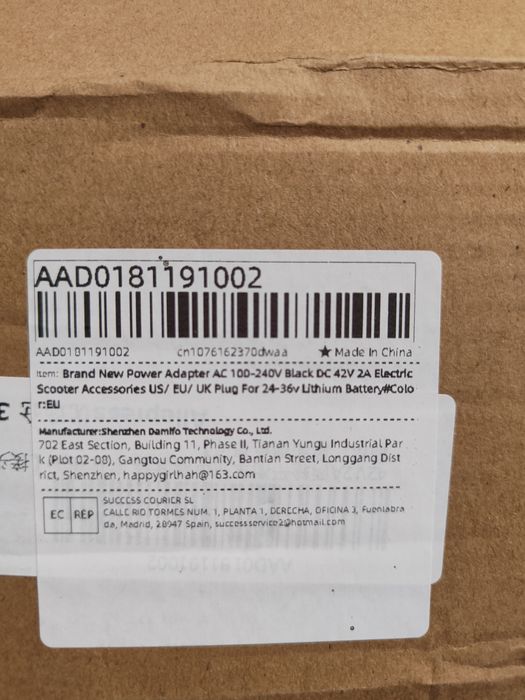 AAD0181191002
AAD0181191002 cn1076162370dwaa ★ Made In China
Item: Brand New Power Adapter AC 100-240V Black DC 42V 2A Electric
Scooter Accessories US/ EU/ UK Plug For 24-36v Lithium Battery#Colo
r:EU
Manufacturer:Shenzhen Damifo Technology Co., Ltd.
702 East Section, Building 11, Phase II, Tianan Yungu Industrial Par
k (Plot 02-08), Gangtou Community, Bantian Street, Longgang Dist
rict, Shenzhen, happygirlhah@163.com
EC REP
SUCCESS COURIER SL
CALLE RIO TORMES NUM. 1, PLANTA 1, DERECHA, OFICINA 3, Fuenlabra
da, Madrid, 28947 Spain, successservice2@hotmail.com
AAD0181191002